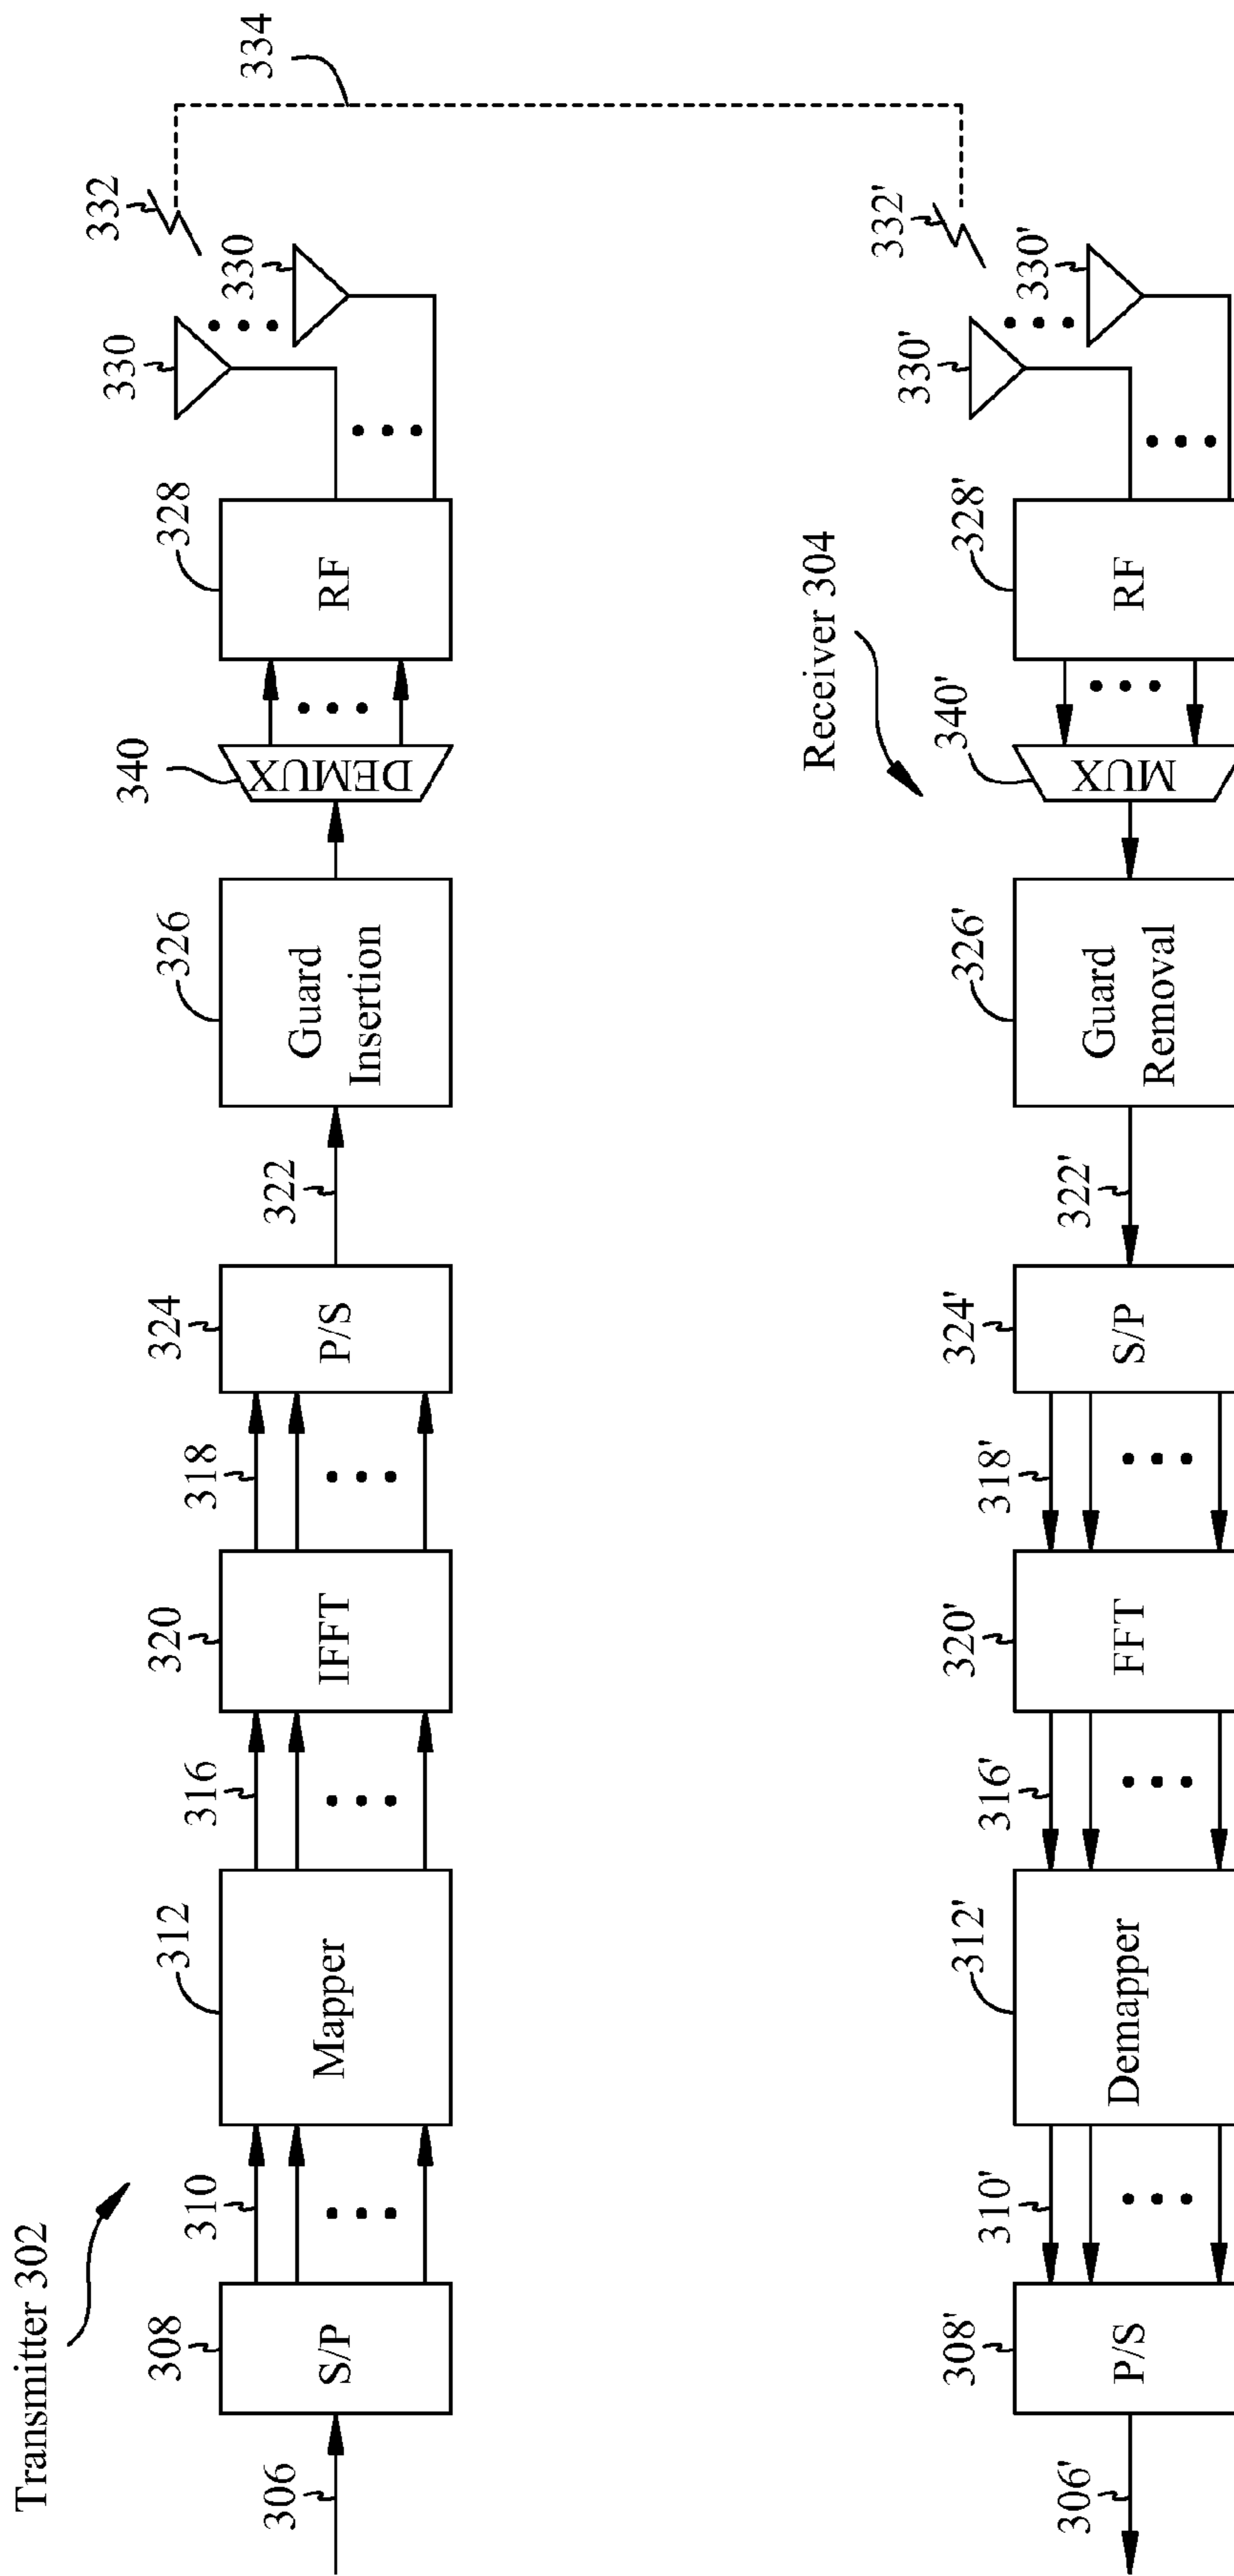 Transmitter 302
306
308
S/P
310
312
Mapper
316
320
IFFT
318
324
P/S
322
326
Guard
Insertion
340
DEMUX
328
RF
330
330
332
334
Receiver 304
306'
308'
P/S
310'
312'
Demapper
316'
320'
FFT
318'
324'
S/P
322'
326'
Guard
Removal
340'
MUX
328'
RF
330'
330'
332'